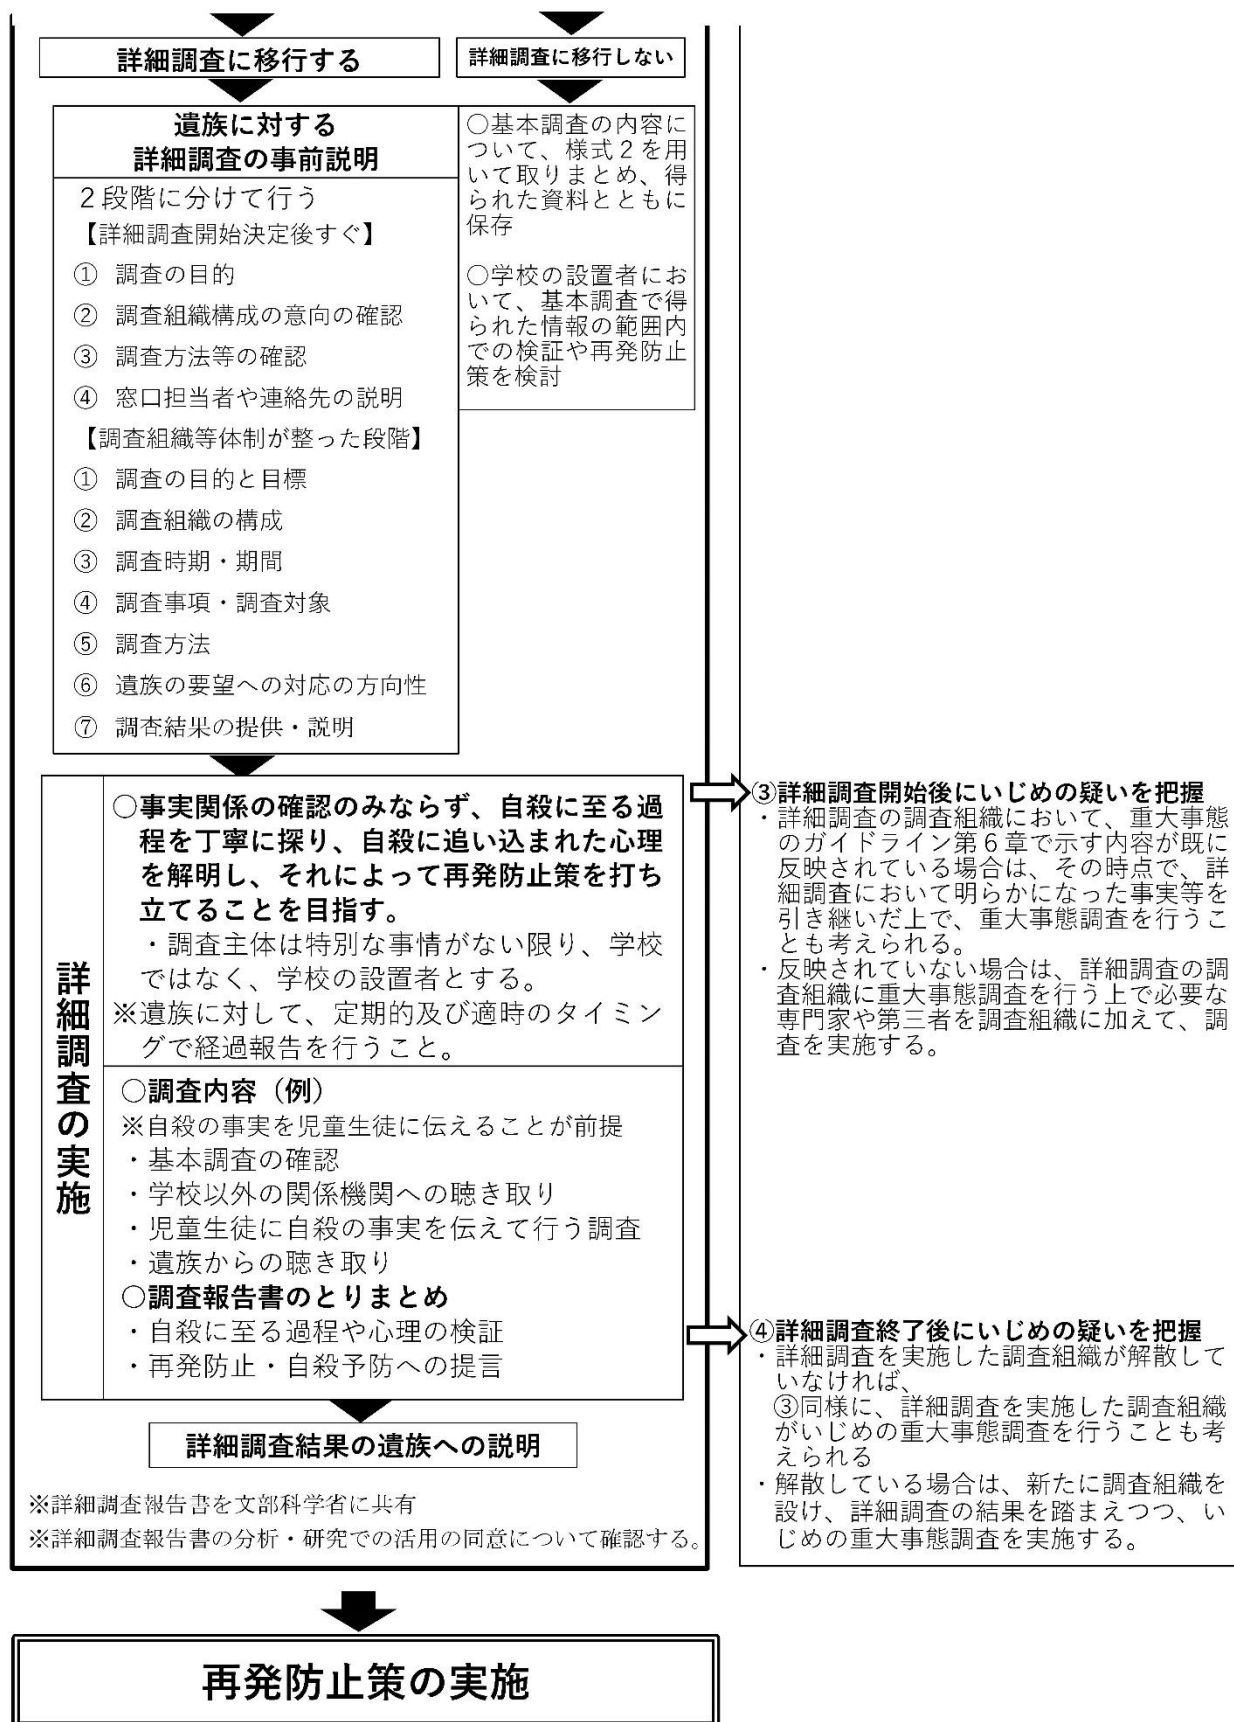 詳細調査に移行する
詳細調査に移行しない
遺族に対する
詳細調査の事前説明
２段階に分けて行う
【詳細調査開始決定後すぐ】
① 調査の目的
② 調査組織構成の意向の確認
③ 調査方法等の確認
④ 窓口担当者や連絡先の説明
【調査組織等体制が整った段階】
① 調査の目的と目標
② 調査組織の構成
③ 調査時期・期間
④ 調査事項・調査対象
⑤ 調査方法
⑥ 遺族の要望への対応の方向性
⑦ 調査結果の提供・説明
○基本調査の内容に
ついて、様式２を用
いて取りまとめ、得
られた資料とともに
保存
○学校の設置者にお
いて、基本調査で得
られた情報の範囲内
での検証や再発防止
策を検討
詳細調査の実施
○事実関係の確認のみならず、自殺に至る過
程を丁寧に探り、自殺に追い込まれた心理
を解明し、それによって再発防止策を打ち
立てることを目指す。
・調査主体は特別な事情がない限り、学校
ではなく、学校の設置者とする。
※遺族に対して、定期的及び適時のタイミン
グで経過報告を行うこと。
○調査内容（例）
※自殺の事実を児童生徒に伝えることが前提
・基本調査の確認
・学校以外の関係機関への聴き取り
・児童生徒に自殺の事実を伝えて行う調査
・遺族からの聴き取り
○調査報告書のとりまとめ
・自殺に至る過程や心理の検証
・再発防止・自殺予防への提言
詳細調査結果の遺族への説明
※詳細調査報告書を文部科学省に共有
※詳細調査報告書の分析・研究での活用の同意について確認する。
③詳細調査開始後にいじめの疑いを把握
・詳細調査の調査組織において、重大事態
のガイドライン第６章で示す内容が既に
反映されている場合は、その時点で、詳
細調査において明らかになった事実等を
引き継いだ上で、重大事態調査を行うこ
とも考えられる。
・反映されていない場合は、詳細調査の調
査組織に重大事態調査を行う上で必要な
専門家や第三者を調査組織に加えて、調
査を実施する。
④詳細調査終了後にいじめの疑いを把握
・詳細調査を実施した調査組織が解散して
いなければ、
③同様に、詳細調査を実施した調査組織
がいじめの重大事態調査を行うことも考
えられる
・解散している場合は、新たに調査組織を
設け、詳細調査の結果を踏まえつつ、い
じめの重大事態調査を実施する。
再発防止策の実施